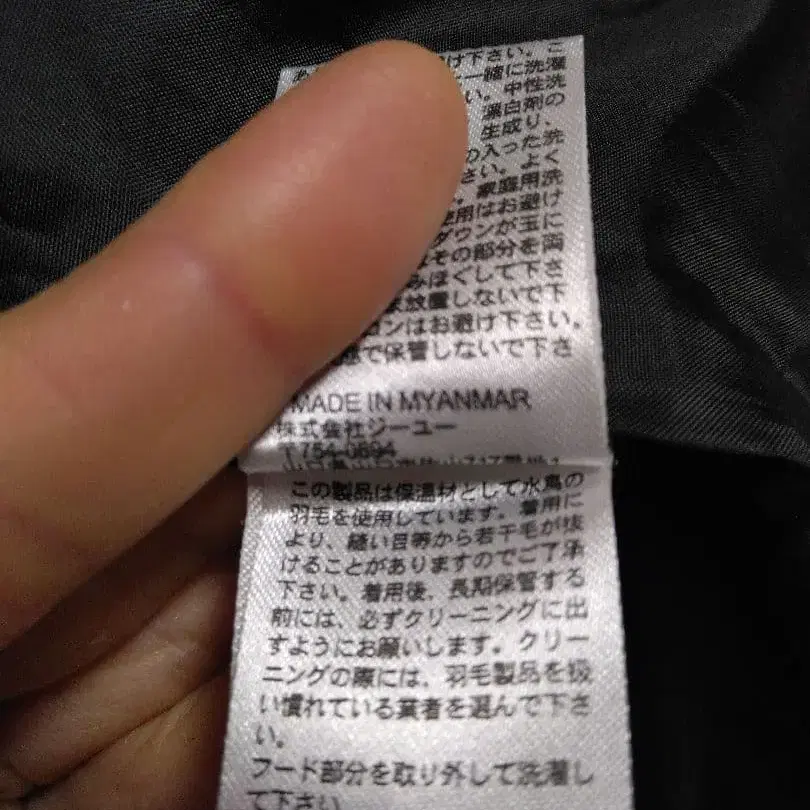 け下さい。こ
一緒に洗濯
い。中性洗
漂白剤の
生成り、
の入った洗
さい。よく
家庭用洗
使用はお避け
ダウンが玉に
その部分を両
みほぐして下さ
放置しないで下
ロンはお避け下さい。
で保管しないで下さ
MADE IN MYANMAR
株式会社ジーユー
〒754-0894
この製品は保温材として水鳥の
羽毛を使用しています。着用に
より、縫い目等から若干毛が抜
けることがありますのでご了承
下さい。着用後、長期保管する
前には、必ずクリーニングに出
すようにお願いします。クリー
ニングの際には、羽毛製品を扱
い慣れている業者を選んで下さ
い。
フード部分を取り外して洗濯し
て下さい